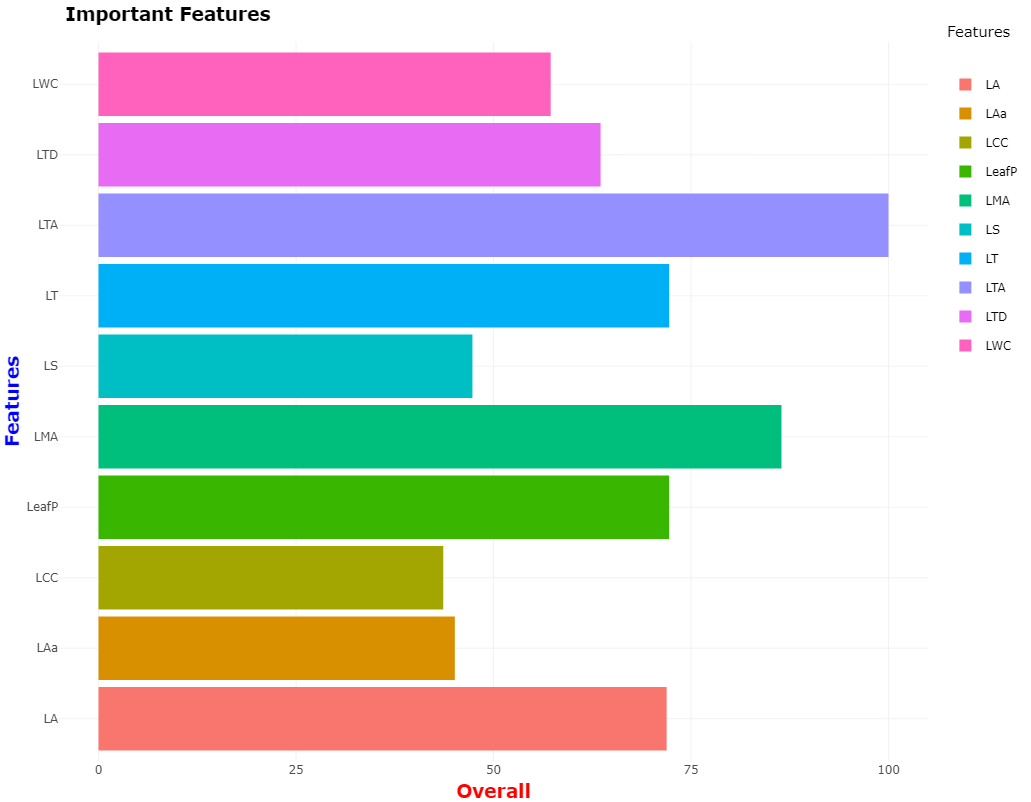 Important Features
Features
LWC
LTD
LTA
LT
LS
LMA
LeafP
LCC
LAa
LA
0 25 50 75 100
Overall
Features
LA
LAa
LCC
LeafP
LMA
LS
LT
LTA
LTD
LWC